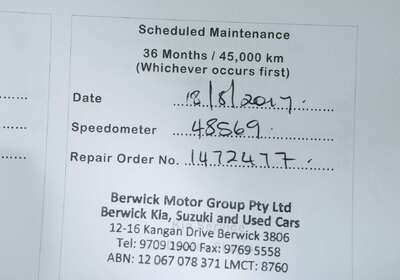 Scheduled Maintenance
36 Months / 45,000 km
(Whichever occurs first)
Date 18/8/2017
Speedometer 48569
Repair Order No. 1472477
Berwick Motor Group Pty Ltd
Berwick Kia, Suzuki and Used Cars
12-16 Kangan Drive Berwick 3806
Tel: 9709 1900 Fax: 9769 5558
ABN: 12 067 078 371 LMCT: 8760